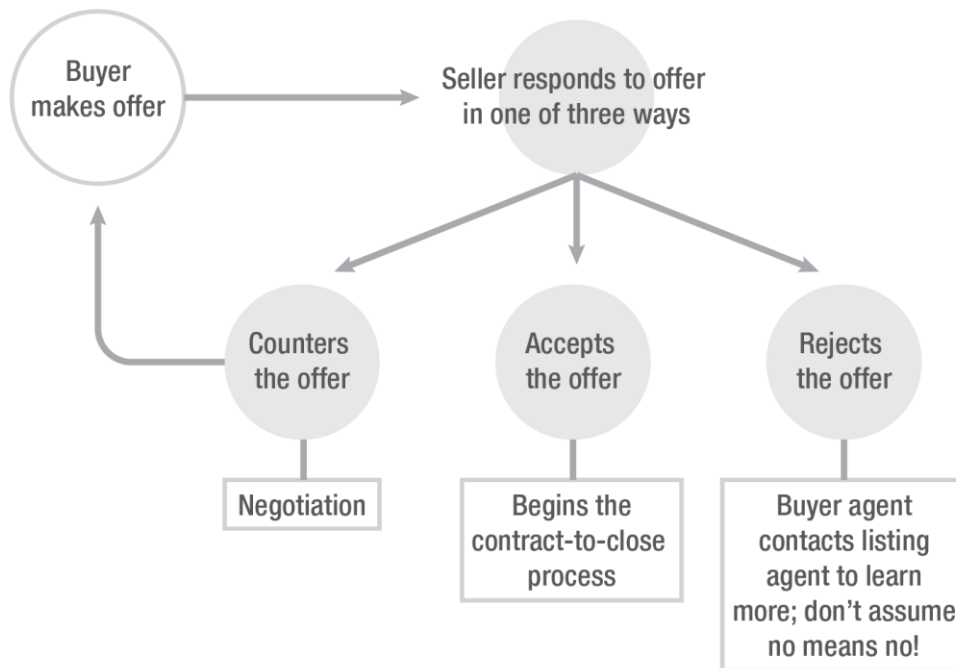 Buyer
makes offer
Seller responds to offer
in one of three ways
Counters
the offer
Accepts
the offer
Rejects
the offer
Negotiation
Begins the
contract-to-close
process
Buyer agent
contacts listing
agent to learn
more; don’t assume
no means no!